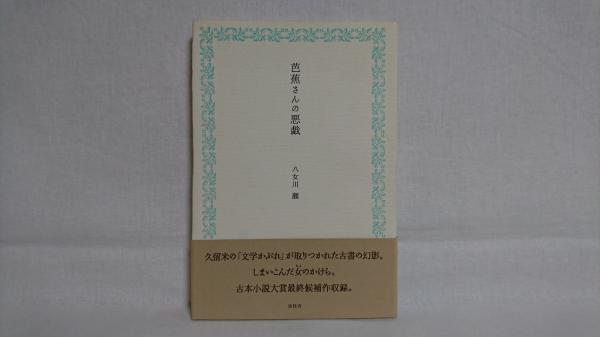 芭蕉さんの悪戯
八女川
久留米の「文学かぶれ」が取りつかれた古書の幻影。
しまいこんだ女のかけら。
古本小説大賞最終候補作収録。